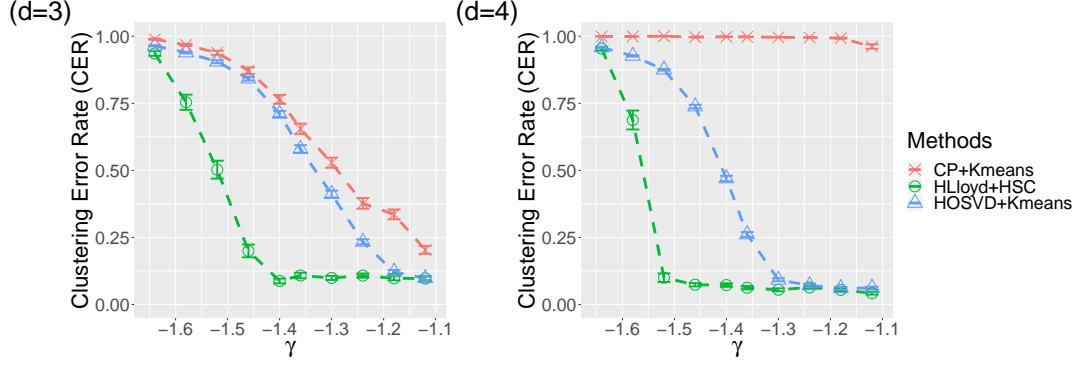 (d=3)
Clustering Error Rate (CER)
1.00
0.75
0.50
0.25
0.00
−1.6 −1.5 −1.4 −1.3 −1.2 −1.1
γ
(d=4)
Clustering Error Rate (CER)
1.00
0.75
0.50
0.25
0.00
−1.6 −1.5 −1.4 −1.3 −1.2 −1.1
γ
Methods
CP+Kmeans
HLloyd+HSC
HOSVD+Kmeans